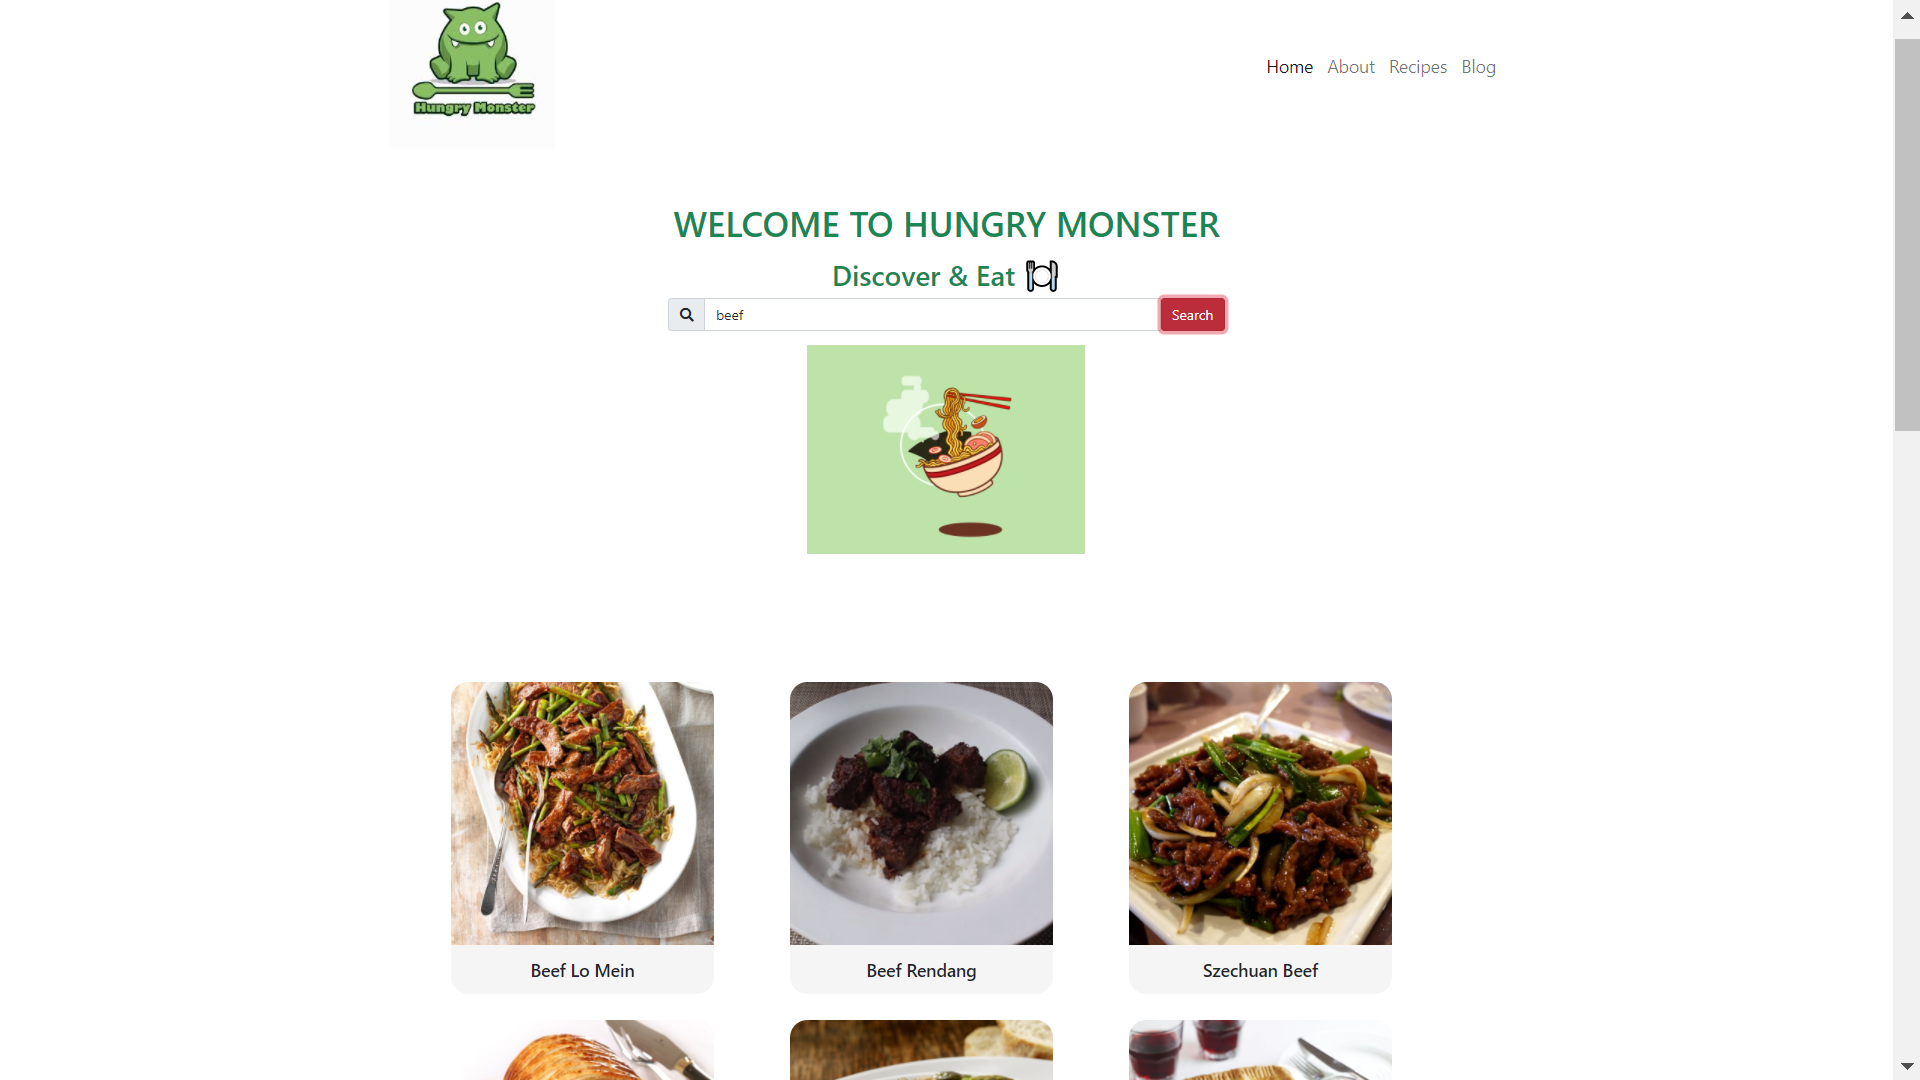 Hungry Monster
Home About Recipes Blog
WELCOME TO HUNGRY MONSTER
Discover & Eat 🍽
beef Search
Beef Lo Mein Beef Rendang Szechuan Beef